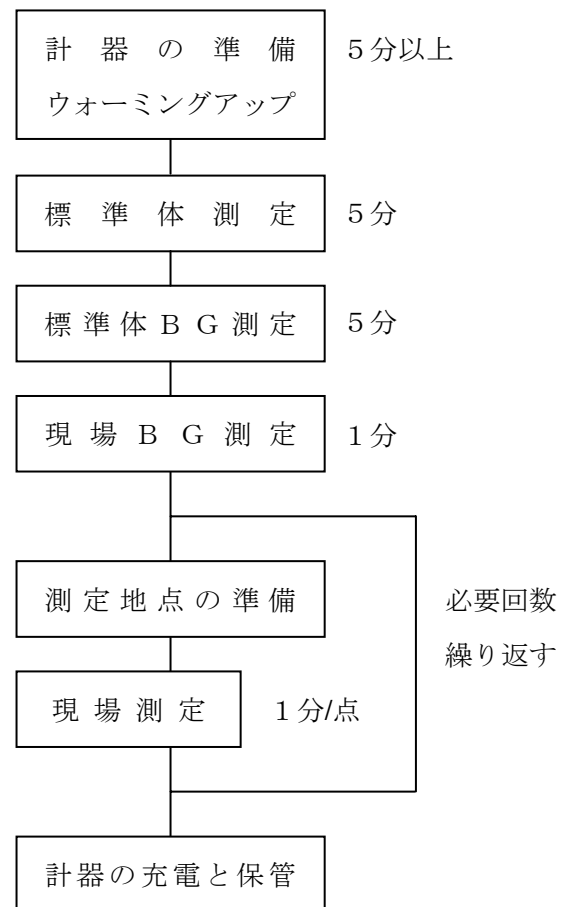 計器の準備 5分以上
ウォーミングアップ
標準体測定 5分
標準体BG測定 5分
現場BG測定 1分
測定地点の準備 必要回数
繰り返す
現場測定 1分/点
計器の充電と保管